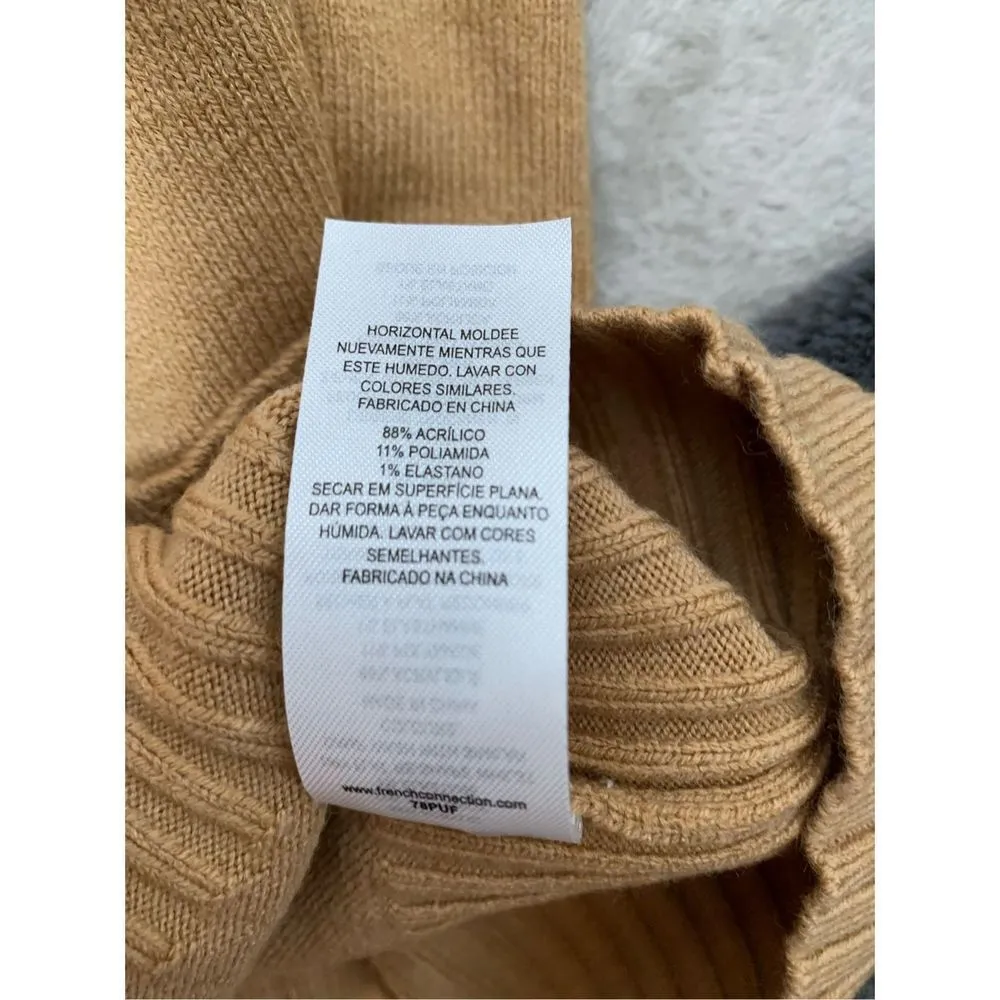 HORIZONTAL MOLDEE
NUEVAMENTE MIENTRAS QUE
ESTE HUMEDO. LAVAR CON
COLORES SIMILARES.
FABRICADO EN CHINA
88% ACRÍLICO
11% POLIAMIDA
1% ELASTANO
SECAR EM SUPERFÍCIE PLANA.
DAR FORMA À PEÇA ENQUANTO
HÚMIDA. LAVAR COM CORES
SEMELHANTES.
FABRICADO NA CHINA
www.frenchconnection.com
78PUF